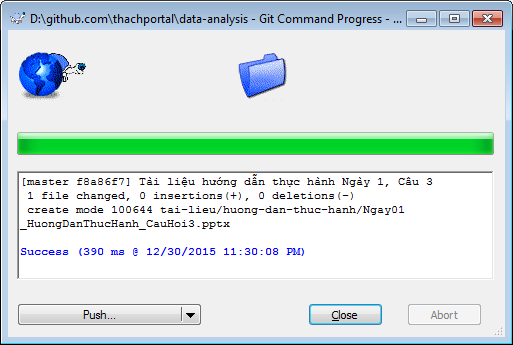 D:\github.com\thachportal\data-analysis - Git Command Progress - ...
[master f8a86f7] Tài liệu hướng dẫn thực hành Ngày 1, Câu 3
1 file changed, 0 insertions(+), 0 deletions(-)
create mode 100644 tai-lieu/huong-dan-thuc-hanh/Ngay01
_HuongDanThucHanh_CauHoi3.pptx
Success (390 ms @ 12/30/2015 11:30:08 PM)
Push... Close Abort